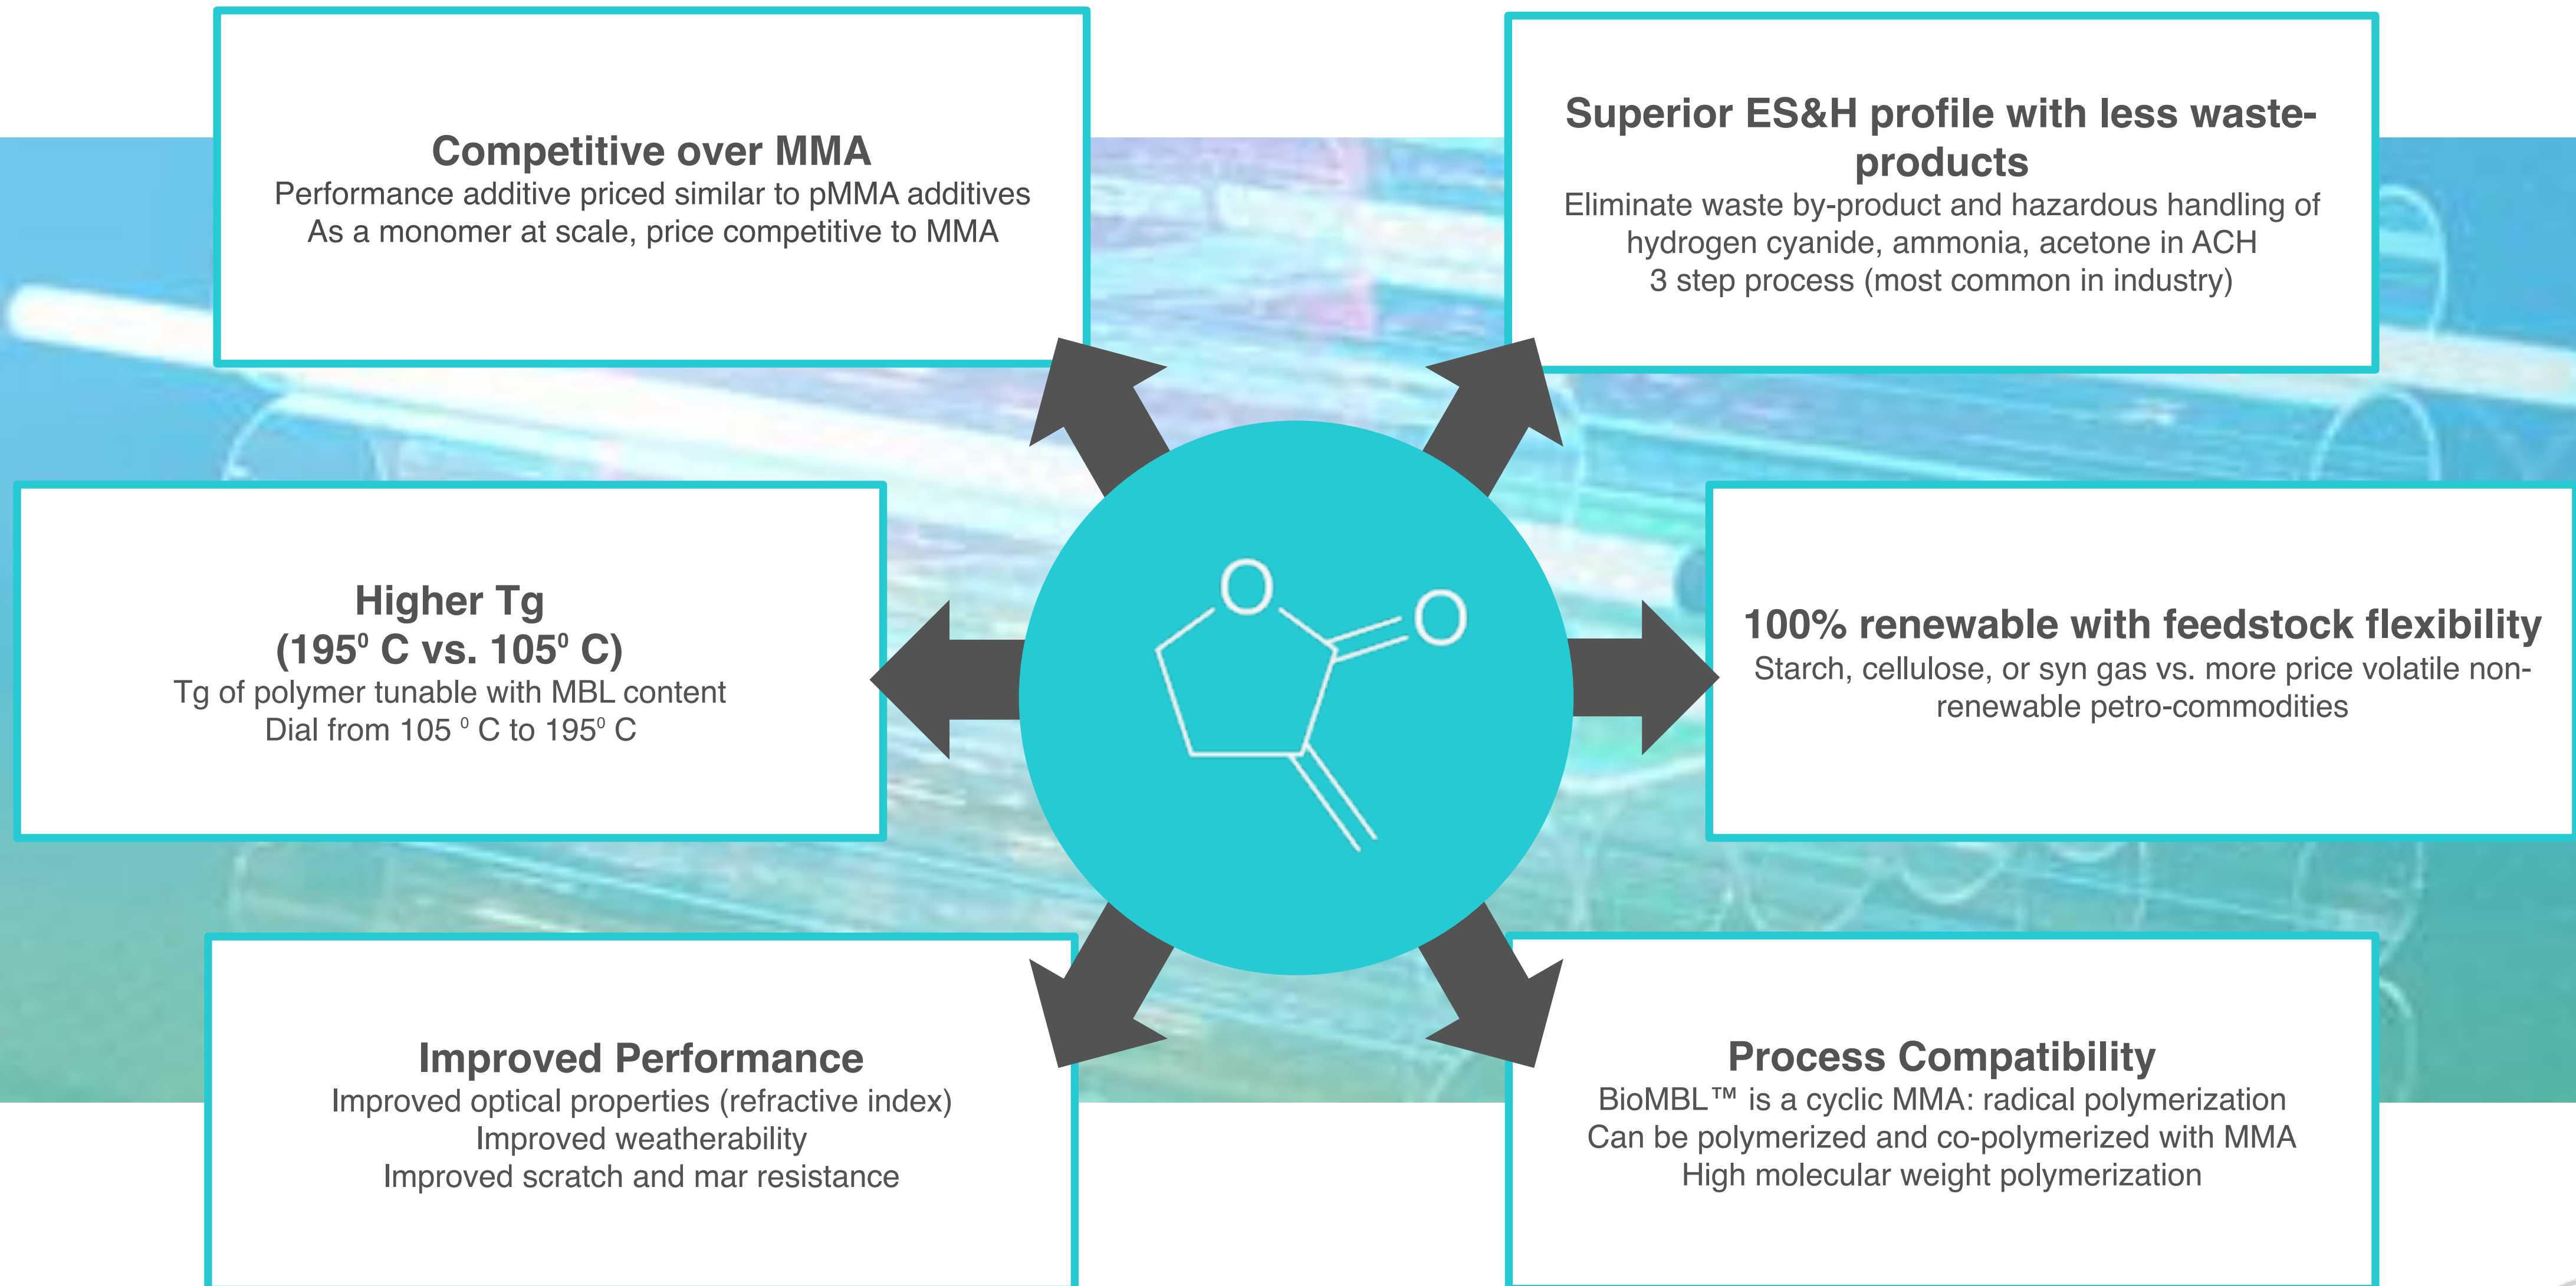 Competitive over MMA
Performance additive priced similar to pMMA additives
As a monomer at scale, price competitive to MMA
Superior ES&H profile with less waste-
products
Eliminate waste by-product and hazardous handling of
hydrogen cyanide, ammonia, acetone in ACH
3 step process (most common in industry)
Higher Tg
(195⁰ C vs. 105⁰ C)
Tg of polymer tunable with MBL content
Dial from 105 ⁰ C to 195⁰ C
O
O
100% renewable with feedstock flexibility
Starch, cellulose, or syn gas vs. more price volatile non-
renewable petro-commodities
Improved Performance
Improved optical properties (refractive index)
Improved weatherability
Improved scratch and mar resistance
Process Compatibility
BioMBL™ is a cyclic MMA: radical polymerization
Can be polymerized and co-polymerized with MMA
High molecular weight polymerization